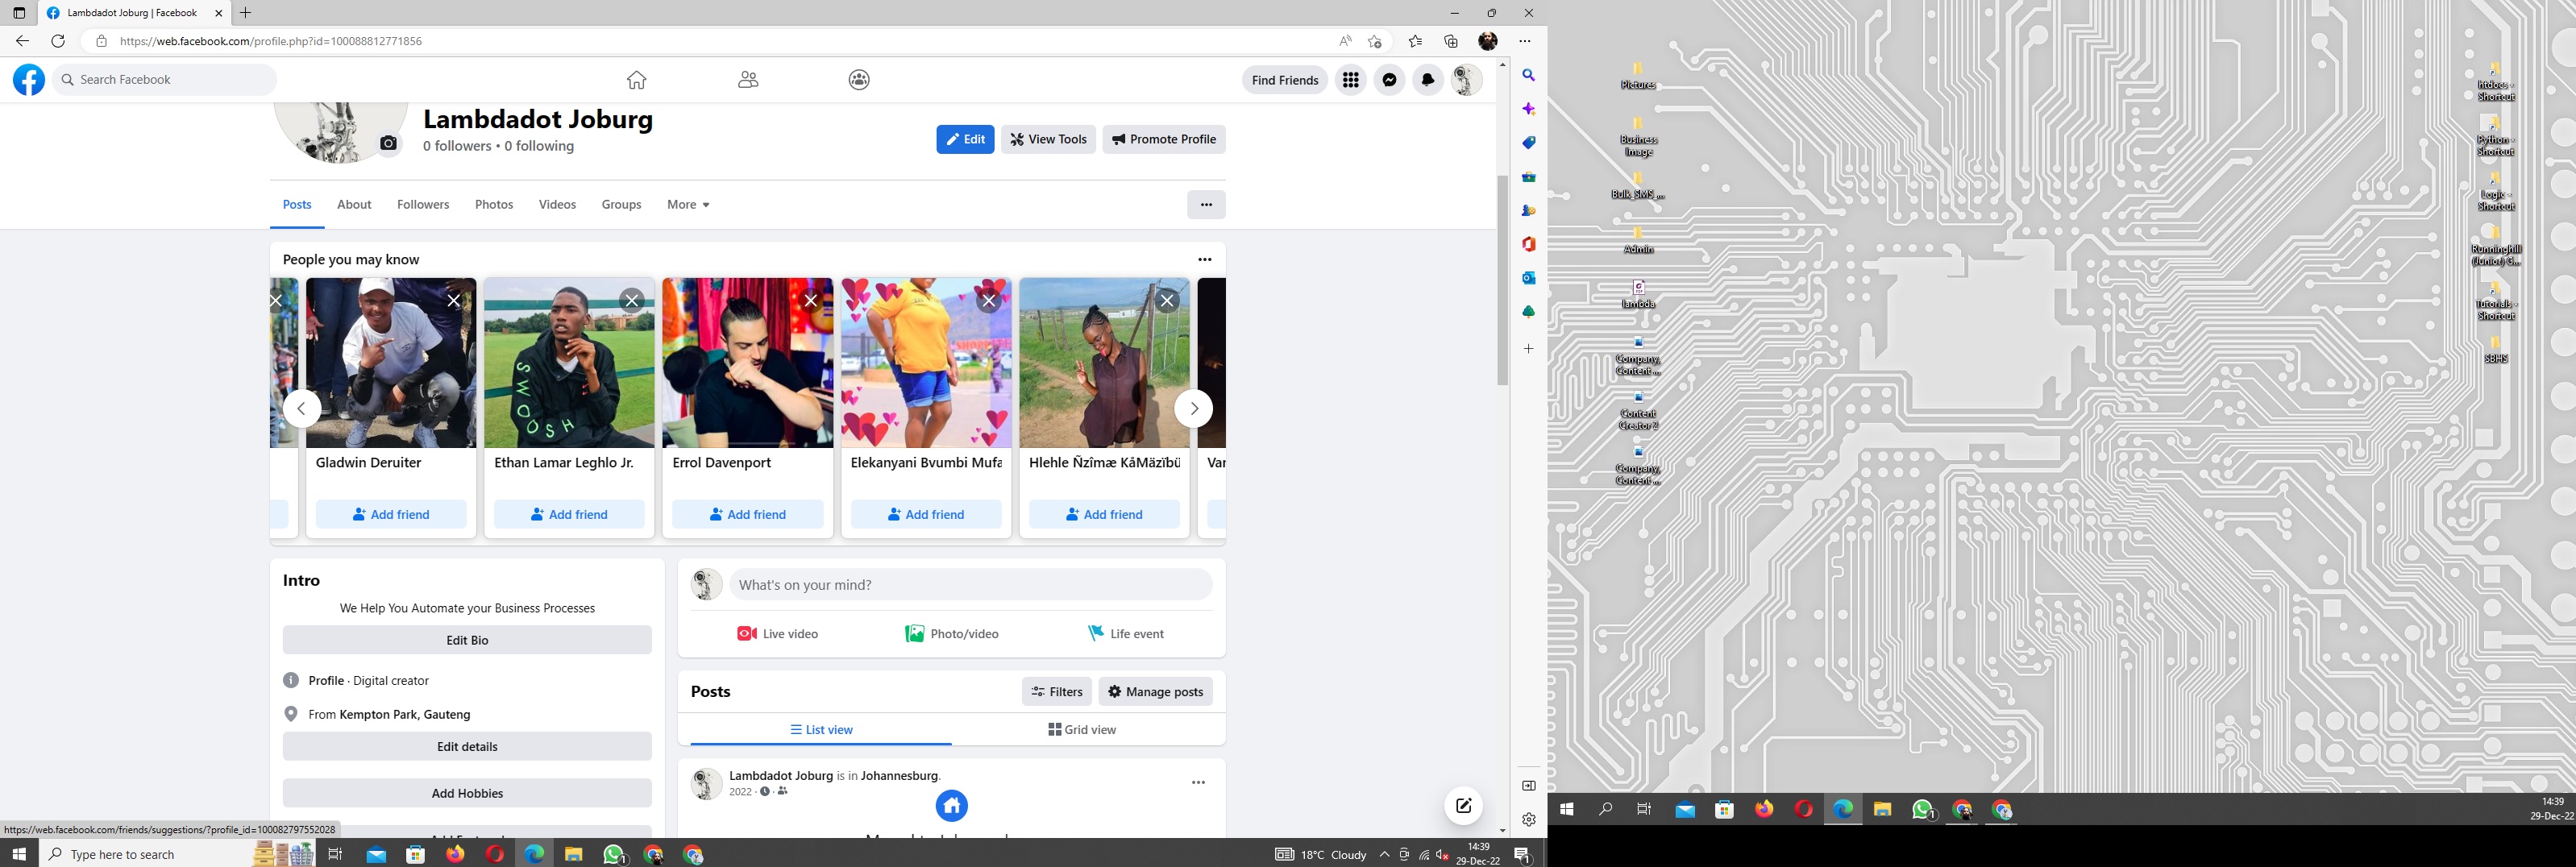 Lambdadot Joburg | Facebook
https://web.facebook.com/profile.php?id=100088812771856
Search Facebook
Find Friends
Lambdadot Joburg
0 followers • 0 following
Edit
View Tools
Promote Profile
Posts
About
Followers
Photos
Videos
Groups
More
People you may know
SWOOSH
Gladwin Deruiter
Ethan Lamar Leghlo Jr.
Errol Davenport
Elekanyani Bvumbi Mufa
Hlehle Ñzîmæ KåMäzïbü
Var
Add friend
Add friend
Add friend
Add friend
Add friend
Intro
We Help You Automate your Business Processes
Edit Bio
Profile · Digital creator
From Kempton Park, Gauteng
Edit details
Add Hobbies
What's on your mind?
Live video
Photo/video
Life event
Posts
Filters
Manage posts
List view
Grid view
Lambdadot Joburg is in Johannesburg.
2022
https://web.facebook.com/friends/suggestions/?profile_id=100082797552028
Type here to search
18°C Cloudy
14:39
29-Dec-22
Pictures
Business
Image
Bulk_SMS_...
Admin
lambda
Company,
Content ...
Content
Creator 2
Company,
Content ...
htdocs -
Shortcut
Python -
Shortcut
Logic -
Shortcut
Runninghill
(Junior) G...
Tutorials -
Shortcut
SBHS
14:39
29-Dec-22